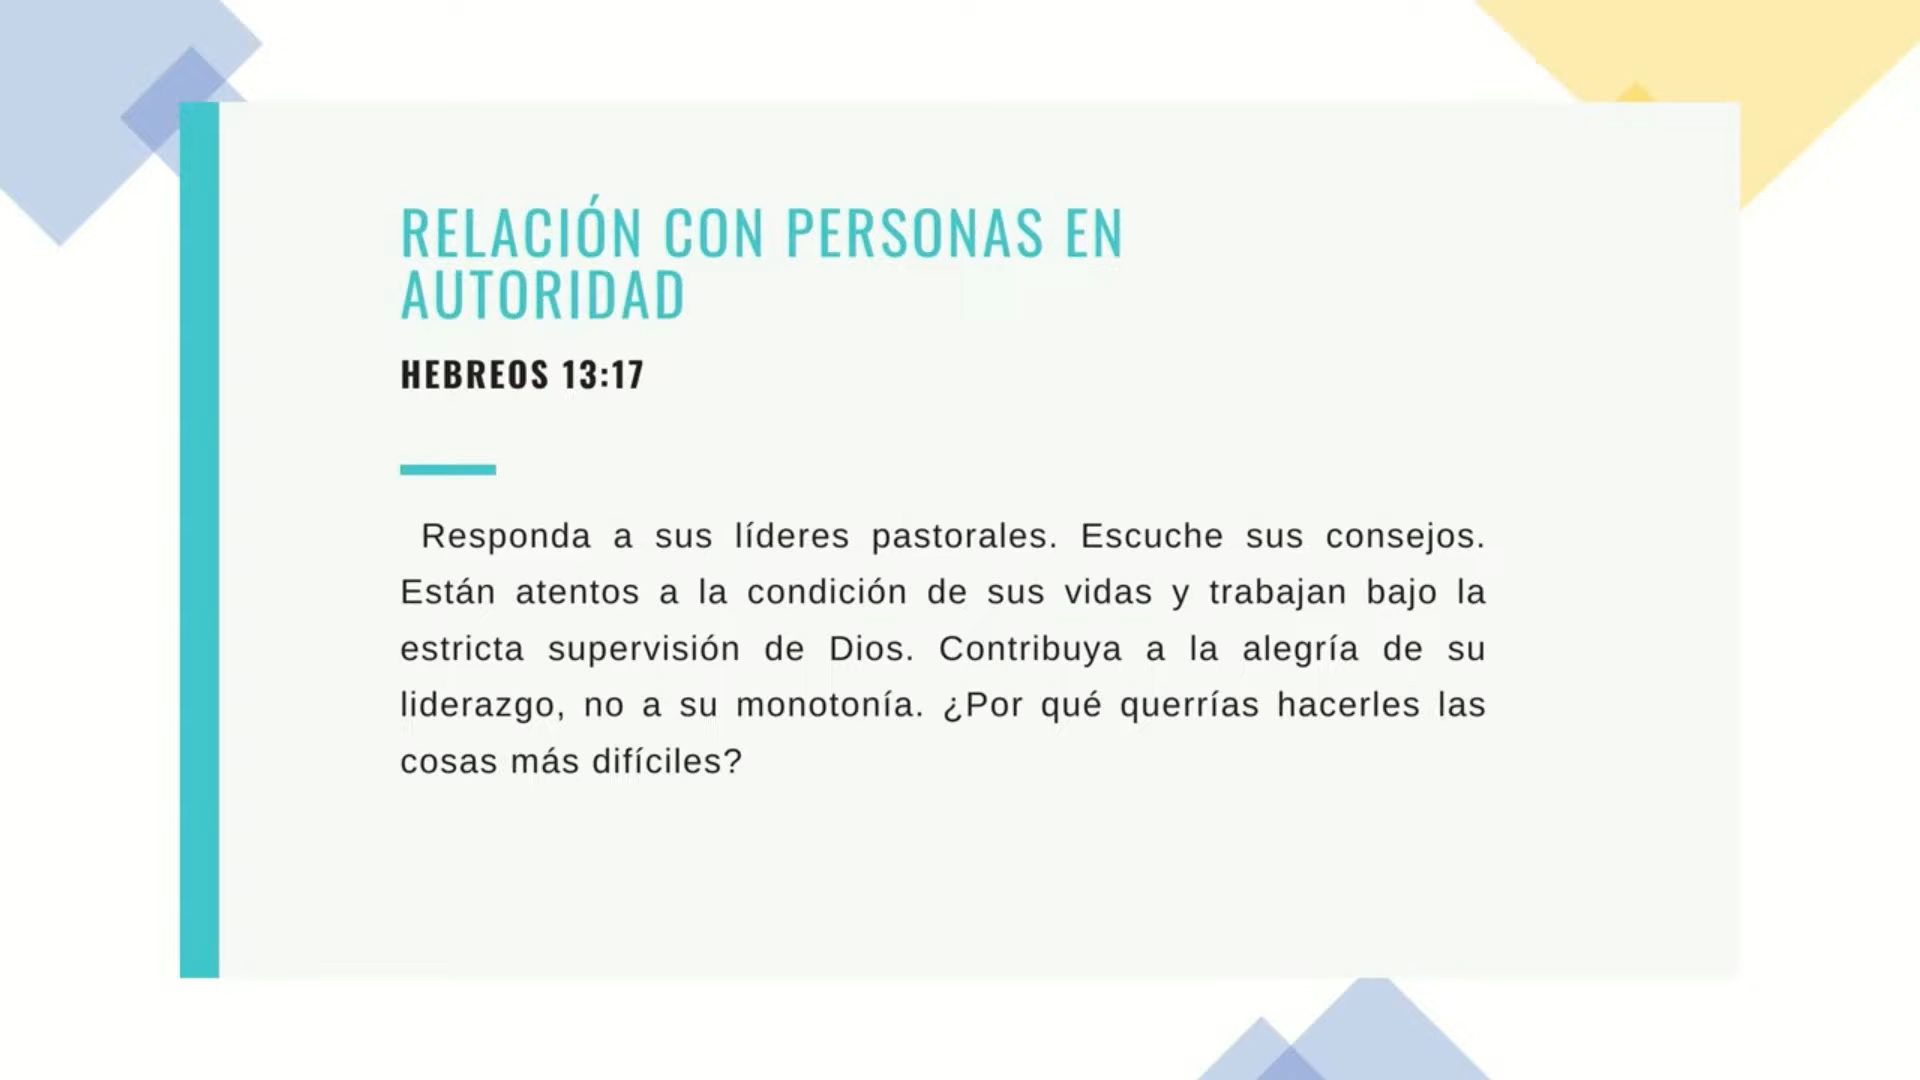 RELACIÓN CON PERSONAS EN
AUTORIDAD
HEBREOS 13:17
Responda a sus líderes pastorales. Escuche sus consejos.
Están atentos a la condición de sus vidas y trabajan bajo la
estricta supervisión de Dios. Contribuya a la alegría de su
liderazgo, no a su monotonía. ¿Por qué querrías hacerles las
cosas más difíciles?